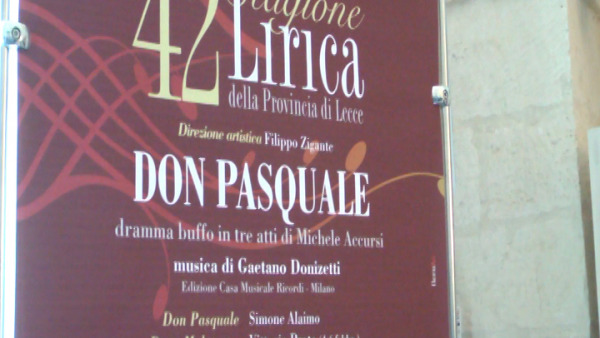 42 Stagione
Lirica
della Provincia di Lecce
Direzione artistica Filippo Zigante
DON PASQUALE
dramma buffo in tre atti di Michele Accursi
musica di Gaetano Donizetti
Edizione Casa Musicale Ricordi - Milano
Don Pasquale Simone Alaimo